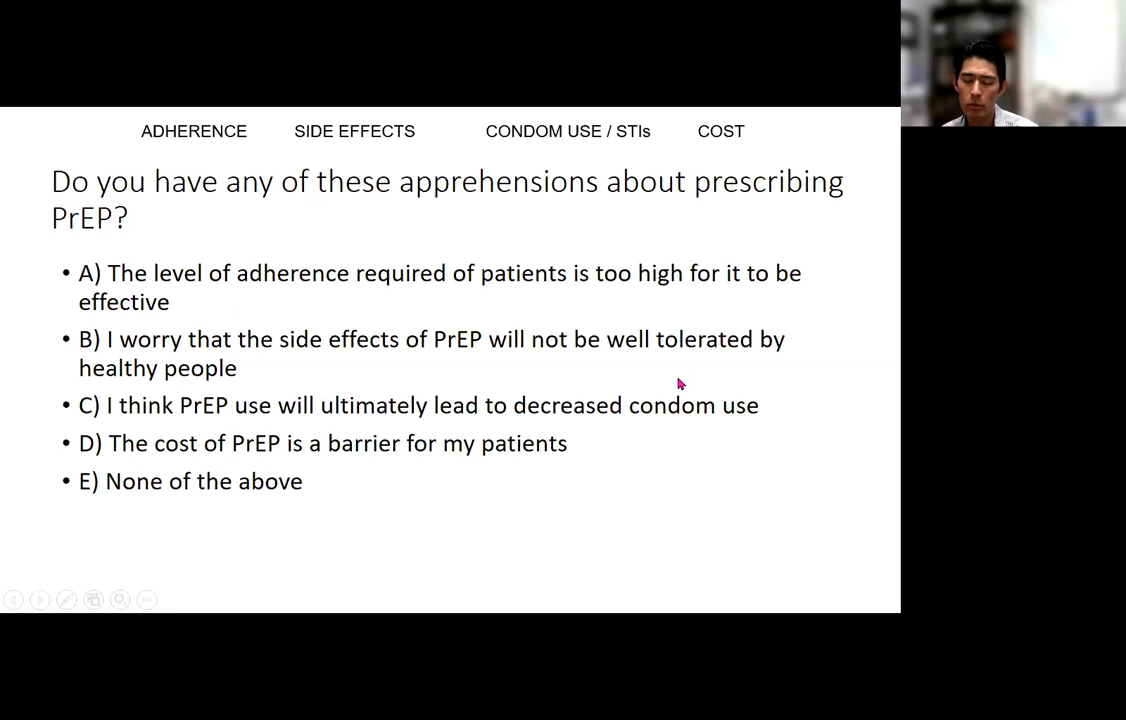 ADHERENCE SIDE EFFECTS CONDOM USE / STIs COST
Do you have any of these apprehensions about prescribing
PrEP?
• A) The level of adherence required of patients is too high for it to be
effective
• B) I worry that the side effects of PrEP will not be well tolerated by
healthy people
• C) I think PrEP use will ultimately lead to decreased condom use
• D) The cost of PrEP is a barrier for my patients
• E) None of the above